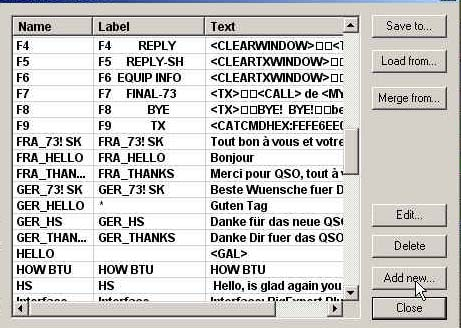 Name Label Text
F4 F4 REPLY <CLEARWINDOW>□□<
F5 F5 REPLY-SH <CLEARTXWINDOW>□
F6 F6 EQUIP INFO <CLEARTXWINDOW>□
F7 F7 FINAL-73 <TX>□□<CALL> de <MY
F8 F8 BYE <TX>□□BYE! BYE!□□be
F9 F9 TX <CATCMDHEX:FEFE6EE
FRA_73! SK FRA_73! SK Tout bon à vous et votre
FRA_HELLO FRA_HELLO Bonjour
FRA_THAN... FRA_THANKS Merci pour QSO, tout à
GER_73! SK GER_73! SK Beste Wuensche fuer D
GER_HELLO * Guten Tag
GER_HS GER_HS Danke für das neue QSO
GER_THAN... GER_THANKS Danke Dir fuer das QSO
HELLO <GAL>
HOW BTU HOW BTU HOW BTU
HS HS Hello, is glad again you
Interface Interface
Save to...
Load from...
Merge from...
Edit...
Delete
Add new...
Close